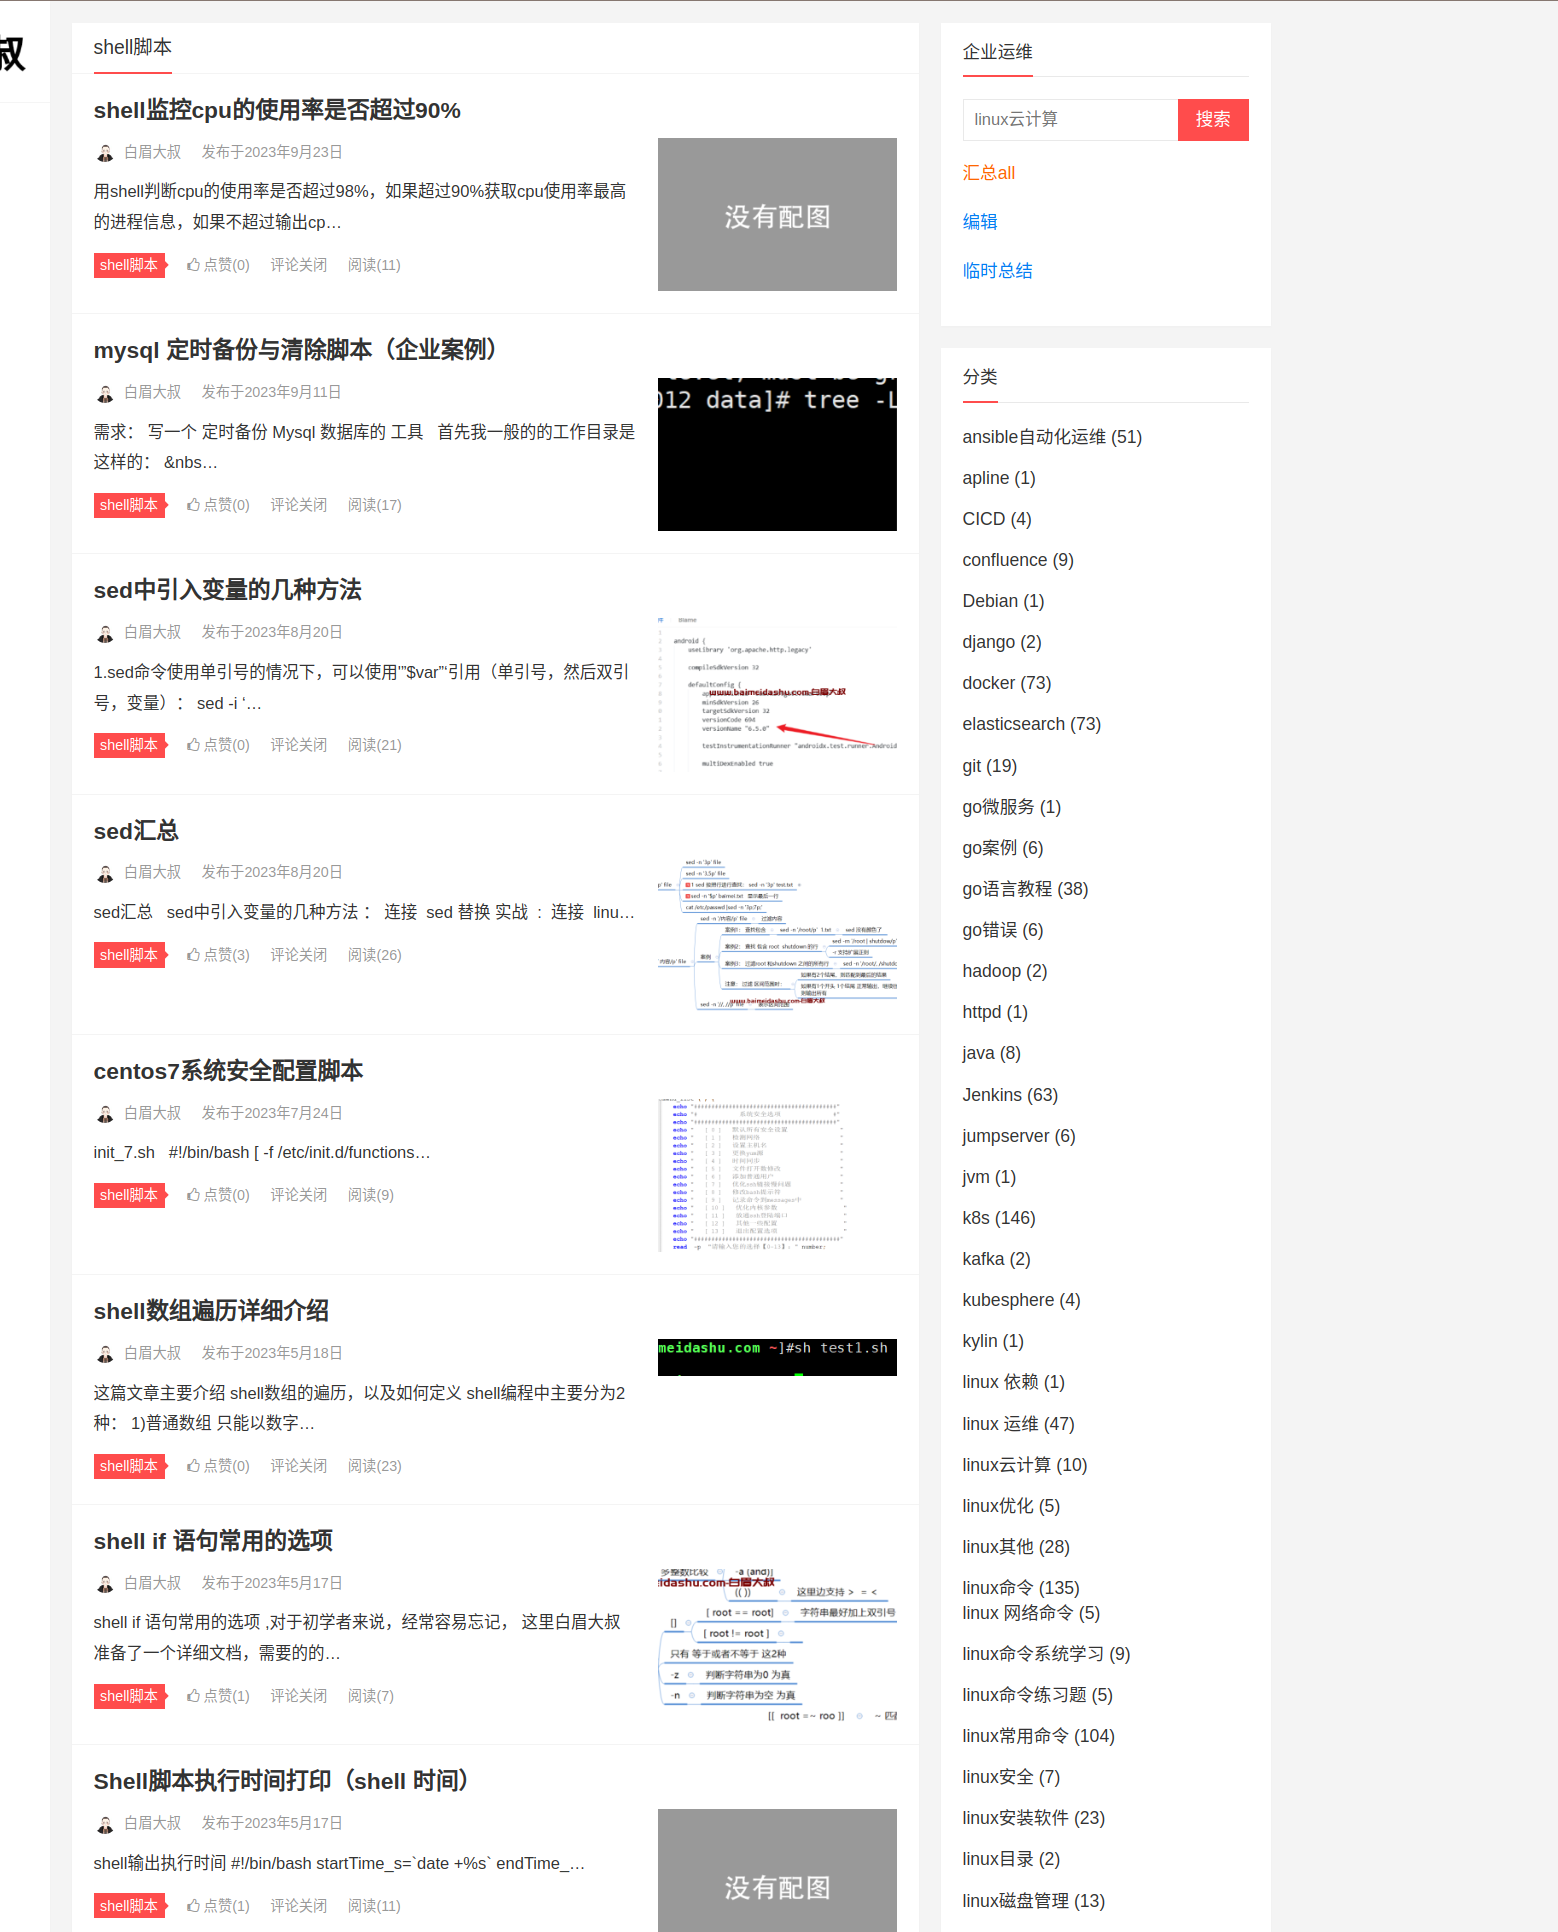 叔
shell脚本
shell监控cpu的使用率是否超过90%
白眉大叔 发布于2023年9月23日
用shell判断cpu的使用率是否超过98%，如果超过90%获取cpu使用率最高
的进程信息，如果不超过输出cp…
shell脚本 点赞(0) 评论关闭 阅读(11)
没有配图
mysql 定时备份与清除脚本（企业案例）
白眉大叔 发布于2023年9月11日
需求： 写一个 定时备份 Mysql 数据库的 工具 首先我一般的的工作目录是
这样的： &nbs…
shell脚本 点赞(0) 评论关闭 阅读(17)
012 data]# tree -L
sed中引入变量的几种方法
白眉大叔 发布于2023年8月20日
1.sed命令使用单引号的情况下，可以使用'”$var”‘引用（单引号，然后双引
号，变量）： sed -i ‘…
shell脚本 点赞(0) 评论关闭 阅读(21)
android {
useLibrary 'org.apache.http.legacy'
compileSdkVersion 32
defaultConfig {
www.baimeidashu.com 白眉大叔
minSdkVersion 26
targetSdkVersion 32
versionCode 694
versionName "6.5.0"
testInstrumentationRunner "androidx.test.runner.Android
multiDexEnabled true
sed汇总
白眉大叔 发布于2023年8月20日
sed汇总 sed中引入变量的几种方法 ： 连接 sed 替换 实战 : 连接 linu…
shell脚本 点赞(3) 评论关闭 阅读(26)
sed -n '3p' file
www.baimeidashu.com 白眉大叔
centos7系统安全配置脚本
白眉大叔 发布于2023年7月24日
init_7.sh #!/bin/bash [ -f /etc/init.d/functions…
shell脚本 点赞(0) 评论关闭 阅读(9)
shell数组遍历详细介绍
白眉大叔 发布于2023年5月18日
这篇文章主要介绍 shell数组的遍历，以及如何定义 shell编程中主要分为2
种： 1)普通数组 只能以数字…
shell脚本 点赞(0) 评论关闭 阅读(23)
meidashu.com ~]#sh test1.sh
shell if 语句常用的选项
白眉大叔 发布于2023年5月17日
shell if 语句常用的选项 ,对于初学者来说，经常容易忘记， 这里白眉大叔
准备了一个详细文档，需要的的…
shell脚本 点赞(1) 评论关闭 阅读(7)
多整数比较 -a (and)]
eidashu.com 白眉大叔
(( )) 这里边支持 > = <
[ root == root] 字符串最好加上双引号
[]
[ root != root ]
只有 等于或者不等于 这2种
-z 判断字符串为0 为真
-n 判断字符串为空 为真
[[ root =~ roo ]] ~ 匹
Shell脚本执行时间打印（shell 时间）
白眉大叔 发布于2023年5月17日
shell输出执行时间 #!/bin/bash startTime_s=`date +%s` endTime_…
shell脚本 点赞(1) 评论关闭 阅读(11)
没有配图
企业运维
linux云计算 搜索
汇总all
编辑
临时总结
分类
ansible自动化运维 (51)
apline (1)
CICD (4)
confluence (9)
Debian (1)
django (2)
docker (73)
elasticsearch (73)
git (19)
go微服务 (1)
go案例 (6)
go语言教程 (38)
go错误 (6)
hadoop (2)
httpd (1)
java (8)
Jenkins (63)
jumpserver (6)
jvm (1)
k8s (146)
kafka (2)
kubesphere (4)
kylin (1)
linux 依赖 (1)
linux 运维 (47)
linux云计算 (10)
linux优化 (5)
linux其他 (28)
linux命令 (135)
linux 网络命令 (5)
linux命令系统学习 (9)
linux命令练习题 (5)
linux常用命令 (104)
linux安全 (7)
linux安装软件 (23)
linux目录 (2)
linux磁盘管理 (13)